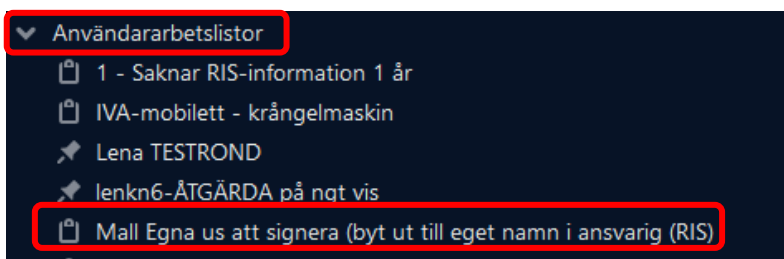 Användararbetslistor
1 - Saknar RIS-information 1 år
IVA-mobilett - krångelmaskin
Lena TESTROND
lenkn6-ÅTGÄRDA på ngt vis
Mall Egna us att signera (byt ut till eget namn i ansvarig (RIS)